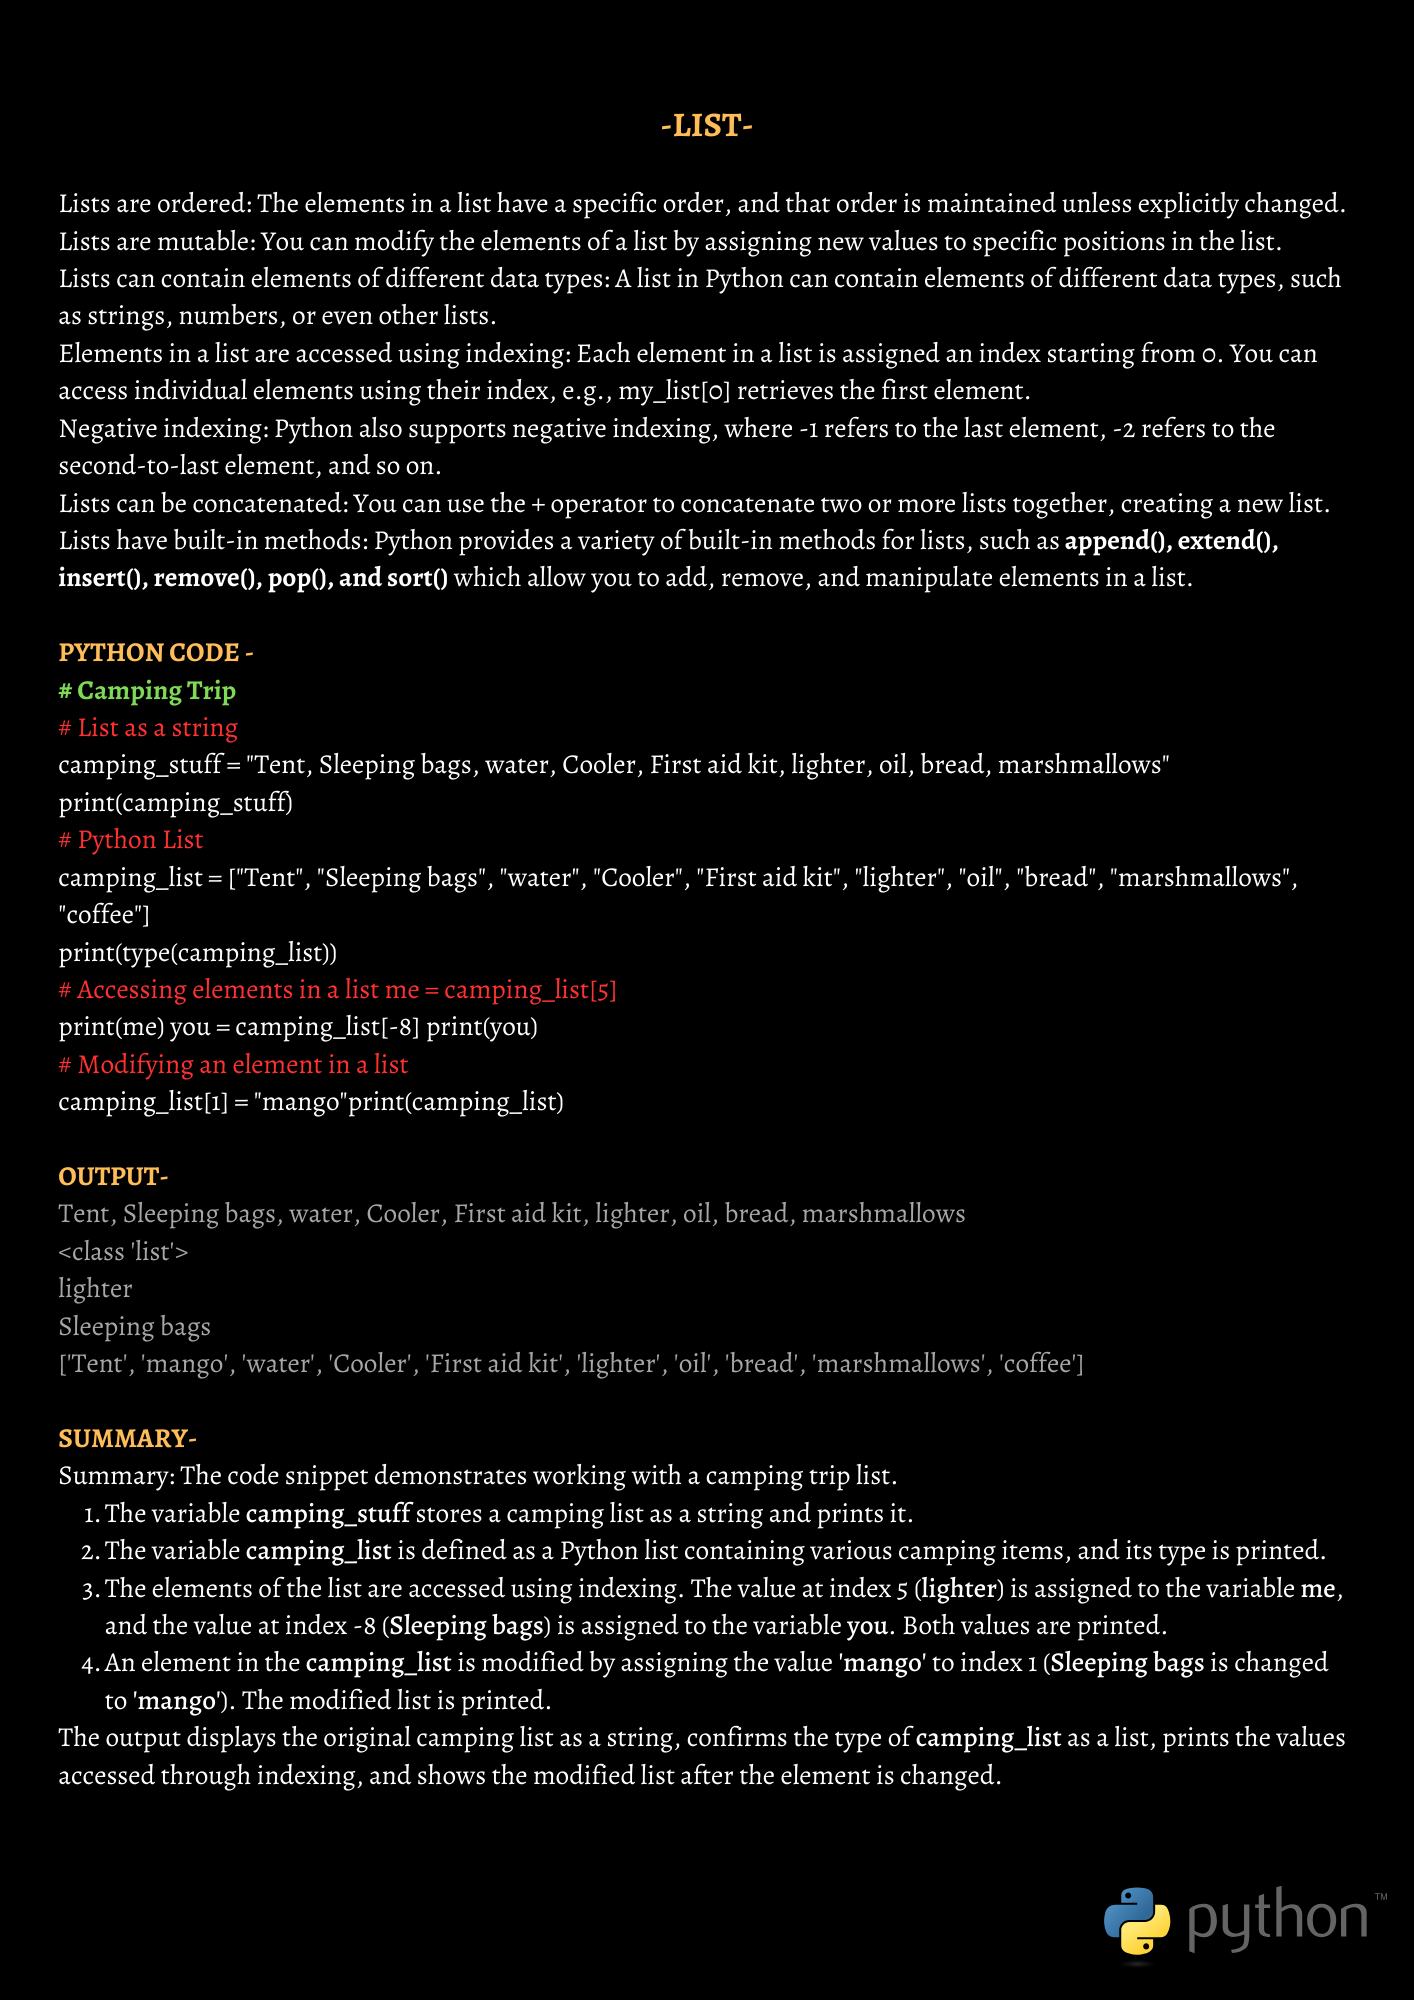 -LIST-
Lists are ordered: The elements in a list have a specific order, and that order is maintained unless explicitly changed.
Lists are mutable: You can modify the elements of a list by assigning new values to specific positions in the list.
Lists can contain elements of different data types: A list in Python can contain elements of different data types, such
as strings, numbers, or even other lists.
Elements in a list are accessed using indexing: Each element in a list is assigned an index starting from 0. You can
access individual elements using their index, e.g., my_list[0] retrieves the first element.
Negative indexing: Python also supports negative indexing, where -1 refers to the last element, -2 refers to the
second-to-last element, and so on.
Lists can be concatenated: You can use the + operator to concatenate two or more lists together, creating a new list.
Lists have built-in methods: Python provides a variety of built-in methods for lists, such as append(), extend(),
insert(), remove(), pop(), and sort() which allow you to add, remove, and manipulate elements in a list.
PYTHON CODE -
# Camping Trip
# List as a string
camping_stuff = "Tent, Sleeping bags, water, Cooler, First aid kit, lighter, oil, bread, marshmallows"
print(camping_stuff)
# Python List
camping_list = ["Tent", "Sleeping bags", "water", "Cooler", "First aid kit", "lighter", "oil", "bread", "marshmallows",
"coffee"]
print(type(camping_list))
# Accessing elements in a list me = camping_list[5]
print(me) you = camping_list[-8] print(you)
# Modifying an element in a list
camping_list[1] = "mango"print(camping_list)
OUTPUT-
Tent, Sleeping bags, water, Cooler, First aid kit, lighter, oil, bread, marshmallows
<class 'list'>
lighter
Sleeping bags
['Tent', 'mango', 'water', 'Cooler', 'First aid kit', 'lighter', 'oil', 'bread', 'marshmallows', 'coffee']
SUMMARY-
Summary: The code snippet demonstrates working with a camping trip list.
1. The variable camping_stuff stores a camping list as a string and prints it.
2. The variable camping_list is defined as a Python list containing various camping items, and its type is printed.
3. The elements of the list are accessed using indexing. The value at index 5 (lighter) is assigned to the variable me,
and the value at index -8 (Sleeping bags) is assigned to the variable you. Both values are printed.
4. An element in the camping_list is modified by assigning the value 'mango' to index 1 (Sleeping bags is changed
to 'mango'). The modified list is printed.
The output displays the original camping list as a string, confirms the type of camping_list as a list, prints the values
accessed through indexing, and shows the modified list after the element is changed.
python™